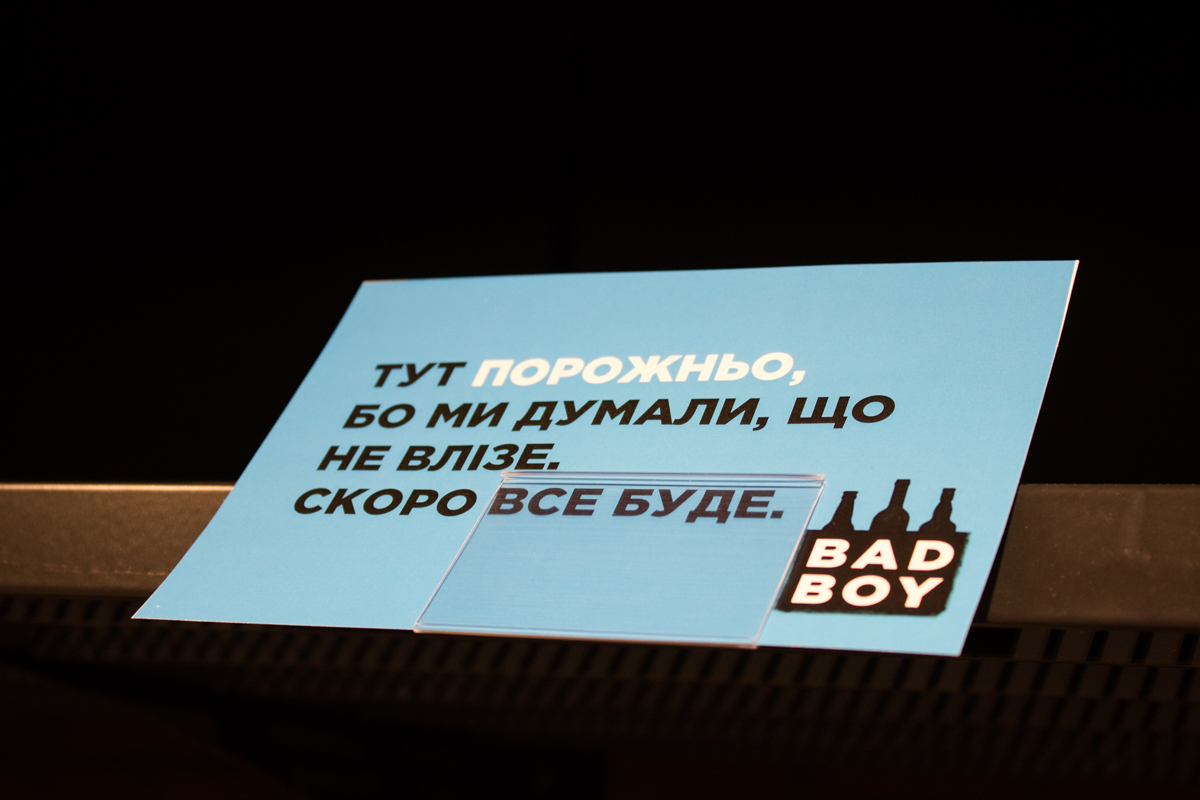 ТУТ ПОРОЖНЬО,
БО МИ ДУМАЛИ, ЩО
НЕ ВЛІЗЕ.
СКОРО ВСЕ БУДЕ.
BAD
BOY